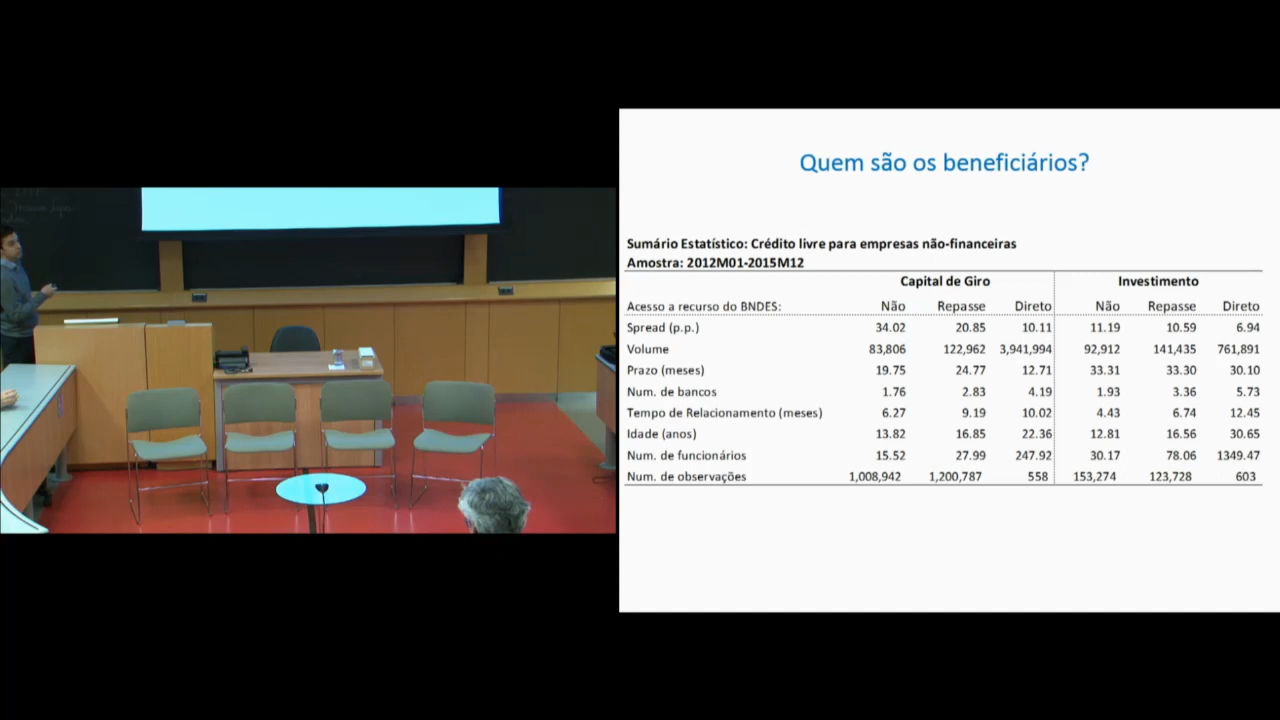 Quem são os beneficiários?
Sumário Estatístico: Crédito livre para empresas não-financeiras
Amostra: 2012M01-2015M12
Capital de Giro Investimento
Acesso a recurso do BNDES: Não Repasse Direto Não Repasse Direto
Spread (p.p.) 34.02 20.85 10.11 11.19 10.59 6.94
Volume 83,806 122,962 3,941,994 92,912 141,435 761,891
Prazo (meses) 19.75 24.77 12.71 33.31 33.30 30.10
Num. de bancos 1.76 2.83 4.19 1.93 3.36 5.73
Tempo de Relacionamento (meses) 6.27 9.19 10.02 4.43 6.74 12.45
Idade (anos) 13.82 16.85 22.36 12.81 16.56 30.65
Num. de funcionários 15.52 27.99 247.92 30.17 78.06 1349.47
Num. de observações 1,008,942 1,200,787 558 153,274 123,728 603